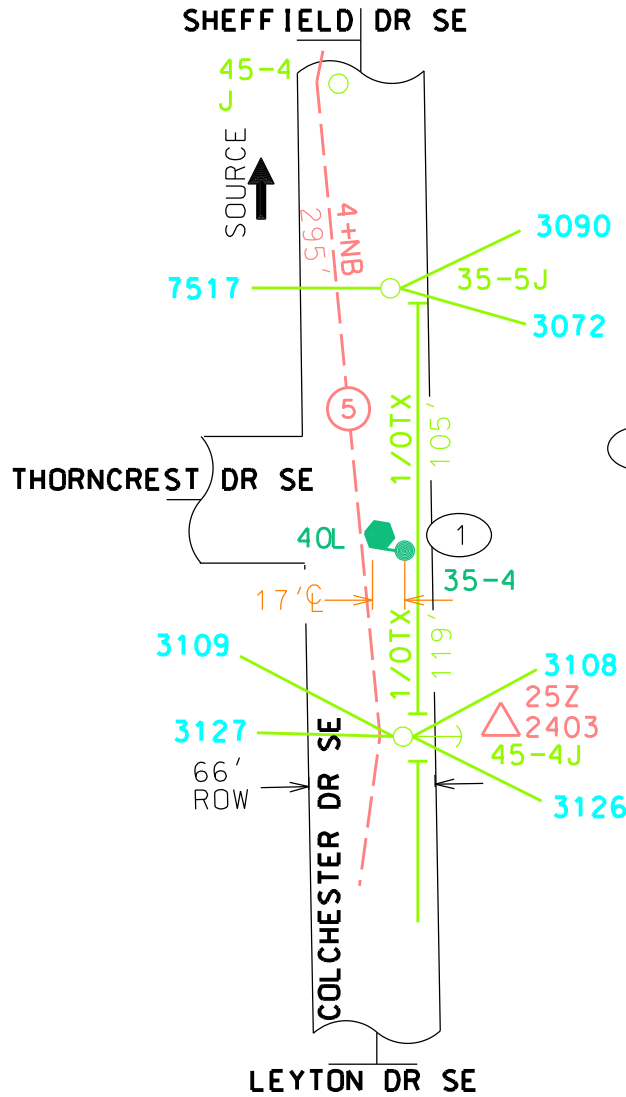 SHEFFIELD DR SE
45-4
J
SOURCE
4+NB
295'
3090
7517
35-5J
3072
5
1/0TX
105'
THORNCREST DR SE
40L
1
35-4
17'℄
1/0TX
119'
3109
3108
25Z
2403
3127
45-4J
66'
ROW
3126
COLCHESTER DR SE
LEYTON DR SE